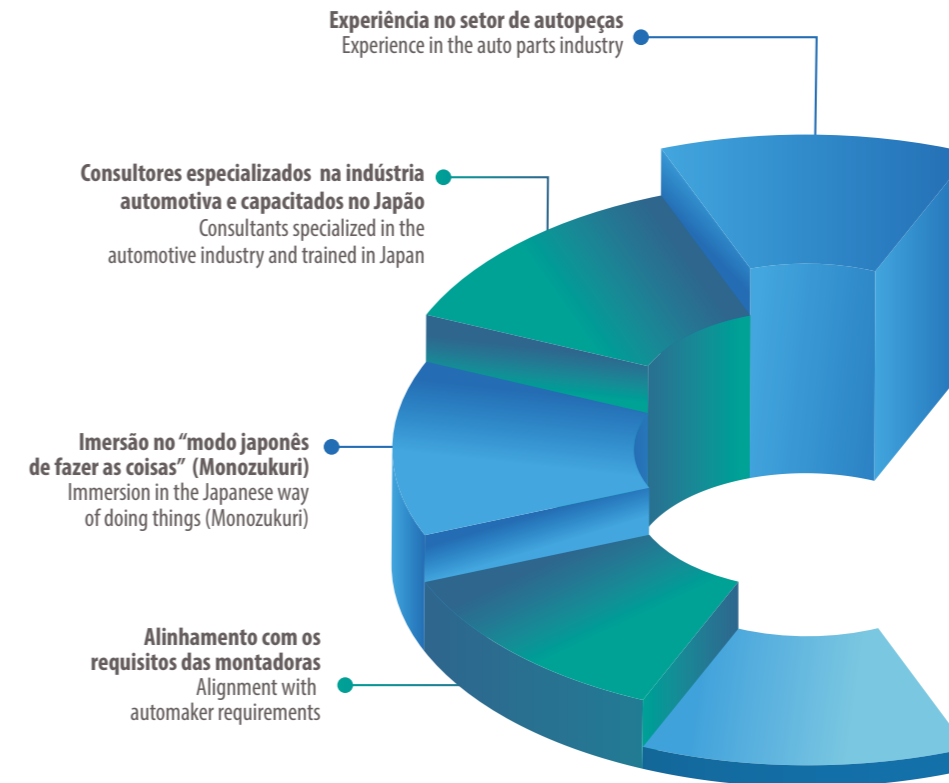 Experiência no setor de autopeças
Experience in the auto parts industry
Consultores especializados na indústria
automotiva e capacitados no Japão
Consultants specialized in the
automotive industry and trained in Japan
Imersão no “modo japonês
de fazer as coisas” (Monozukuri)
Immersion in the Japanese way
of doing things (Monozukuri)
Alinhamento com os
requisitos das montadoras
Alignment with
automaker requirements